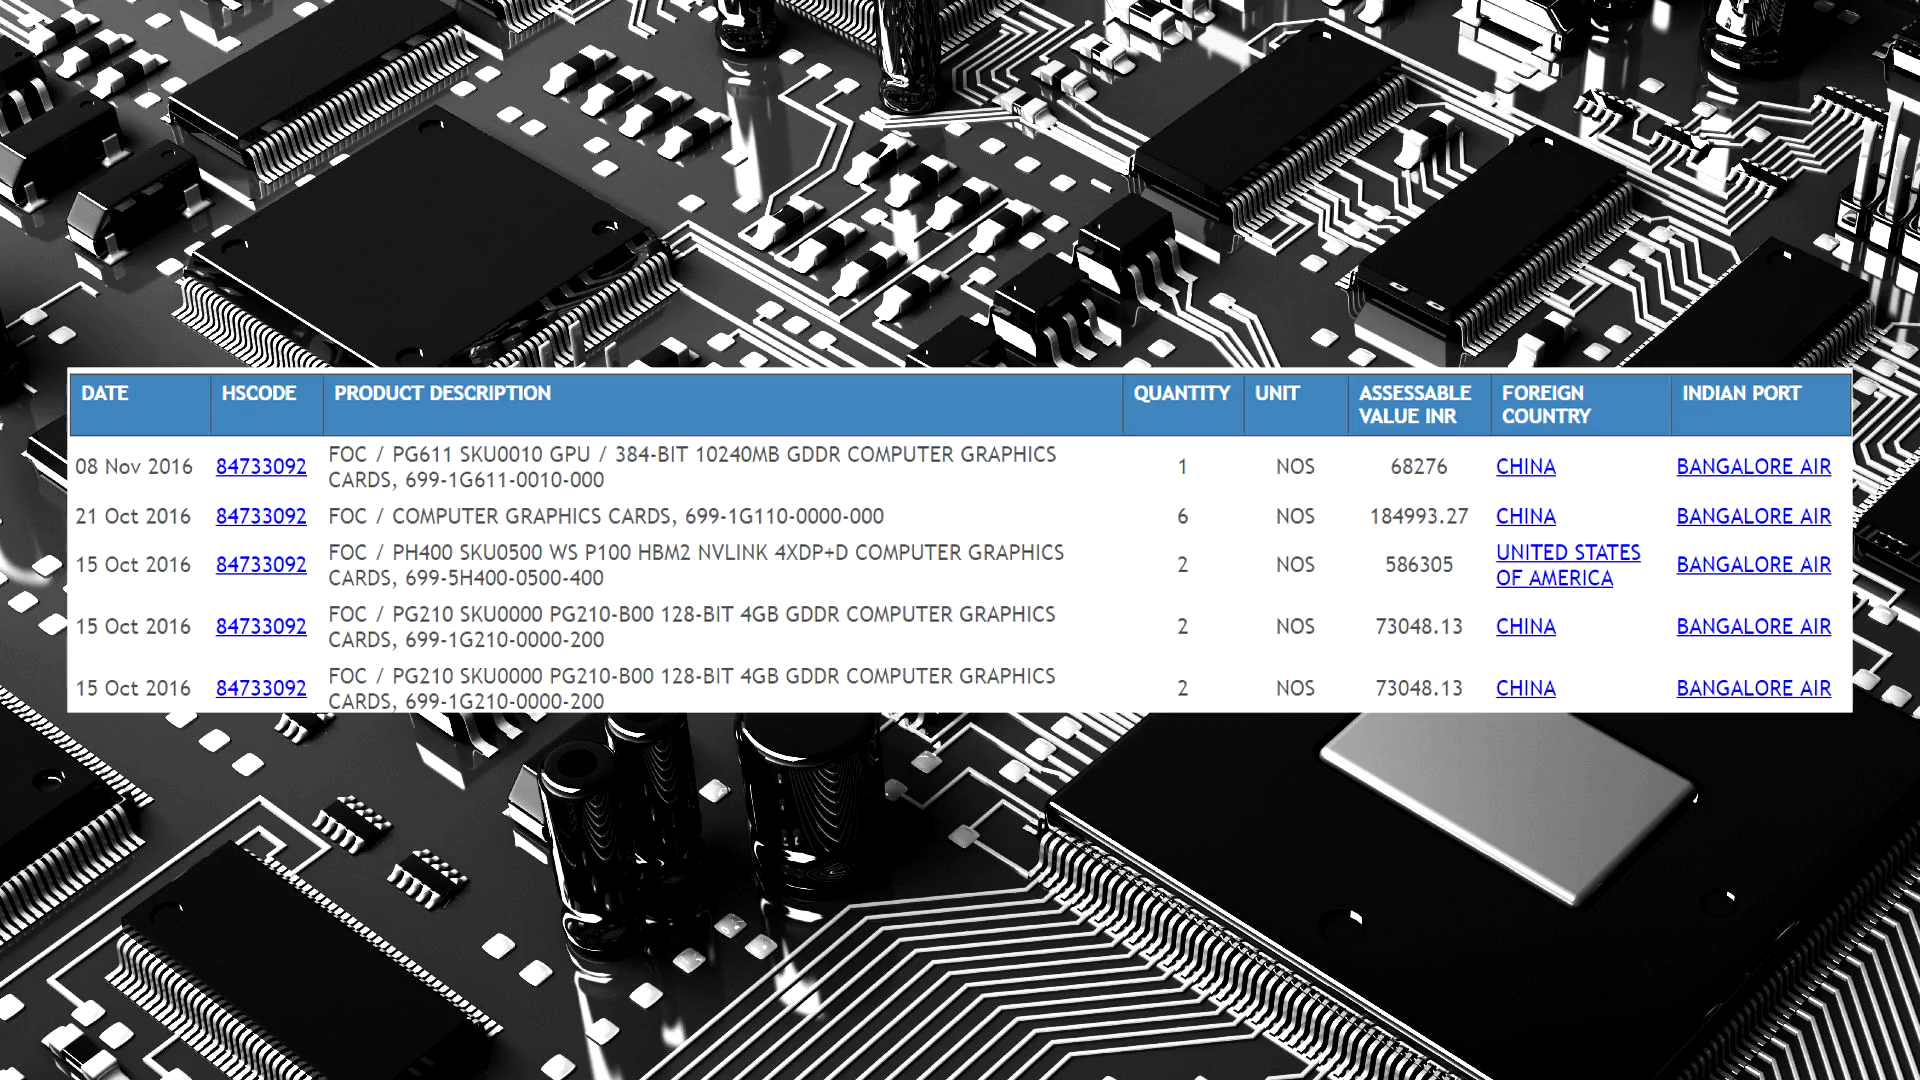 DATE HSCODE PRODUCT DESCRIPTION QUANTITY UNIT ASSESSABLE VALUE INR FOREIGN COUNTRY INDIAN PORT
08 Nov 2016 84733092 FOC / PG611 SKU0010 GPU / 384-BIT 10240MB GDDR COMPUTER GRAPHICS
CARDS, 699-1G611-0010-000 1 NOS 68276 CHINA BANGALORE AIR
21 Oct 2016 84733092 FOC / COMPUTER GRAPHICS CARDS, 699-1G110-0000-000 6 NOS 184993.27 CHINA BANGALORE AIR
15 Oct 2016 84733092 FOC / PH400 SKU0500 WS P100 HBM2 NVLINK 4XDP+D COMPUTER GRAPHICS
CARDS, 699-5H400-0500-400 2 NOS 586305 UNITED STATES OF AMERICA BANGALORE AIR
15 Oct 2016 84733092 FOC / PG210 SKU0000 PG210-B00 128-BIT 4GB GDDR COMPUTER GRAPHICS
CARDS, 699-1G210-0000-200 2 NOS 73048.13 CHINA BANGALORE AIR
15 Oct 2016 84733092 FOC / PG210 SKU0000 PG210-B00 128-BIT 4GB GDDR COMPUTER GRAPHICS
CARDS, 699-1G210-0000-200 2 NOS 73048.13 CHINA BANGALORE AIR